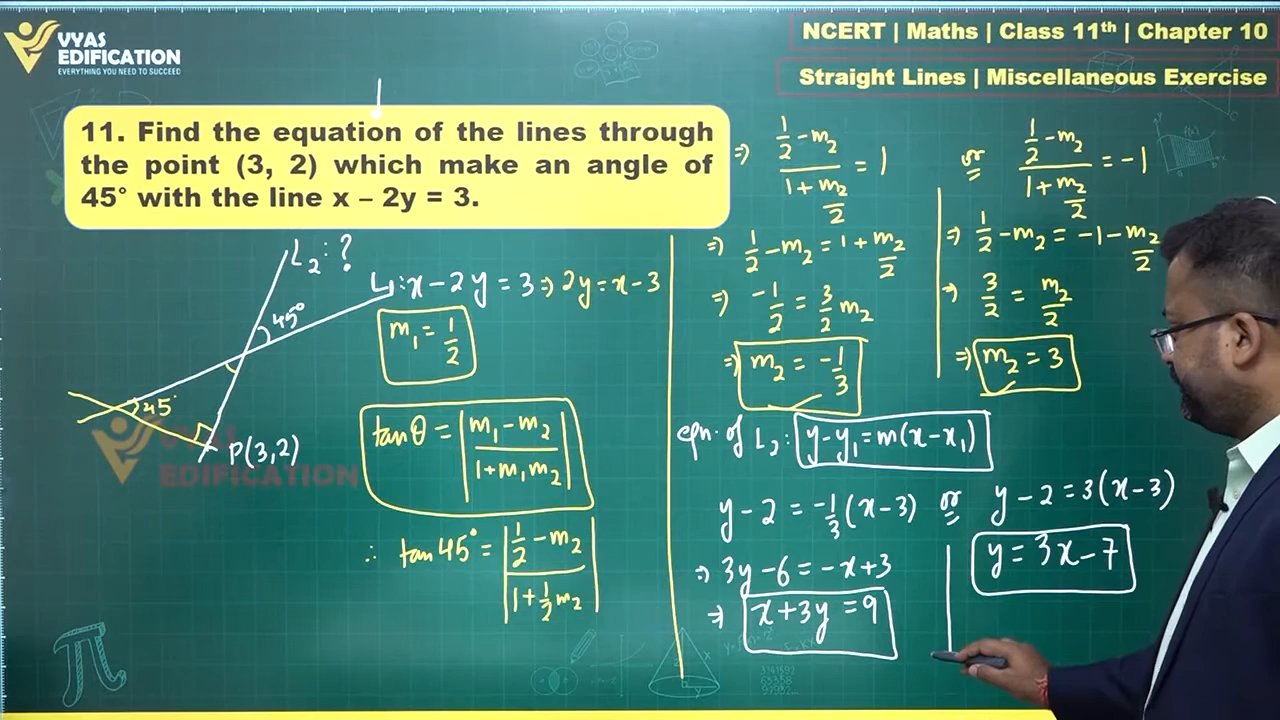 VYAS
EDIFICATION
EVERYTHING YOU NEED TO SUCCEED
NCERT | Maths | Class 11th | Chapter 10
Straight Lines | Miscellaneous Exercise
11. Find the equation of the lines through
the point (3, 2) which make an angle of
45° with the line x – 2y = 3.
L₂ : ?
L₁: x − 2y = 3 ⇒ 2y = x − 3
45°
m₁ = 1/2
45°
P(3,2)
VYAS
EDIFICATION
tan θ = |(m₁ − m₂)/(1 + m₁m₂)|
∴ tan 45° = |(1/2 − m₂)/(1 + 1/2 m₂)|
⇒ (1/2 − m₂)/(1 + m₂/2) = 1
⇒ 1/2 − m₂ = 1 + m₂/2
⇒ −1/2 = 3/2 m₂
⇒ m₂ = −1/3
or (1/2 − m₂)/(1 + m₂/2) = −1
⇒ 1/2 − m₂ = −1 − m₂/2
⇒ 3/2 = m₂/2
⇒ m₂ = 3
eqn. of L₂ : y − y₁ = m(x − x₁)
y − 2 = −1/3 (x − 3) or y − 2 = 3(x − 3)
⇒ 3y − 6 = −x + 3
⇒ x + 3y = 9
y = 3x − 7